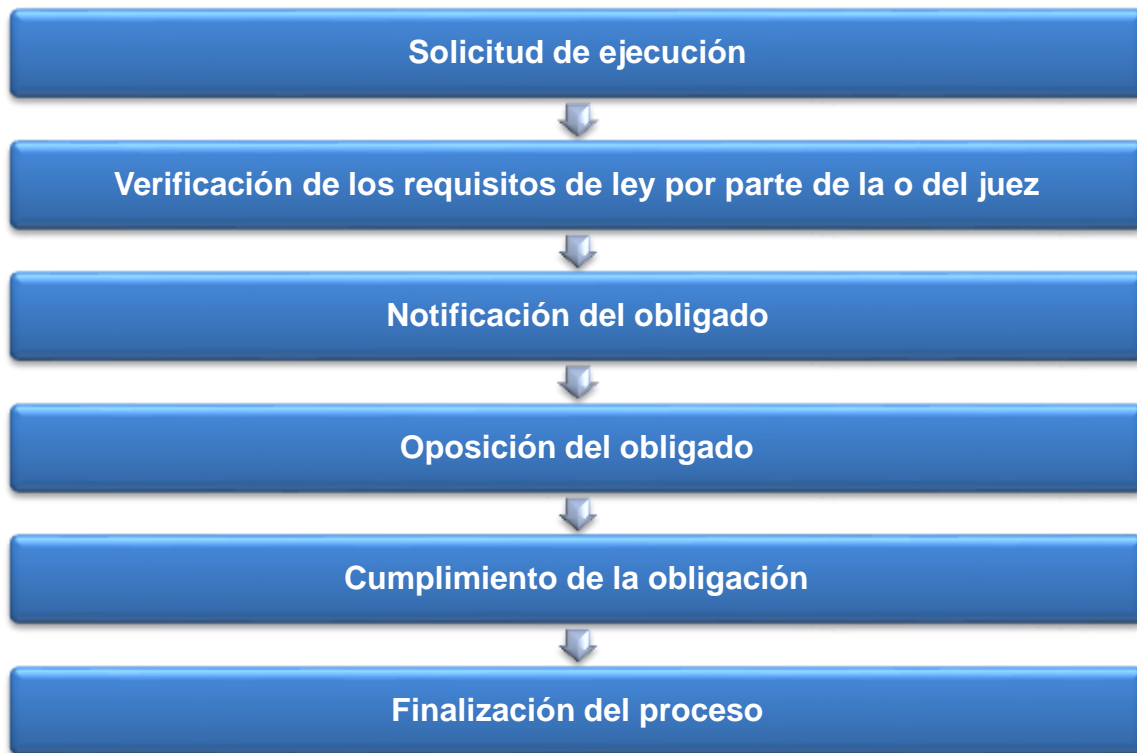 Solicitud de ejecución
Verificación de los requisitos de ley por parte de la o del juez
Notificación del obligado
Oposición del obligado
Cumplimiento de la obligación
Finalización del proceso